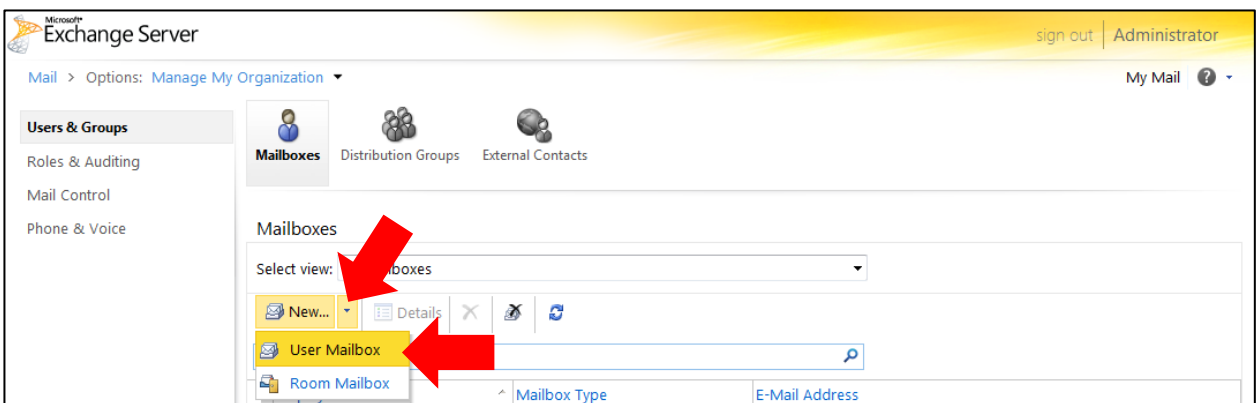 Microsoft®
Exchange Server
sign out Administrator
Mail > Options: Manage My Organization
My Mail
Users & Groups
Roles & Auditing
Mail Control
Phone & Voice
Mailboxes Distribution Groups External Contacts
Mailboxes
Select view: boxes
New... Details
User Mailbox
Room Mailbox
Mailbox Type E-Mail Address